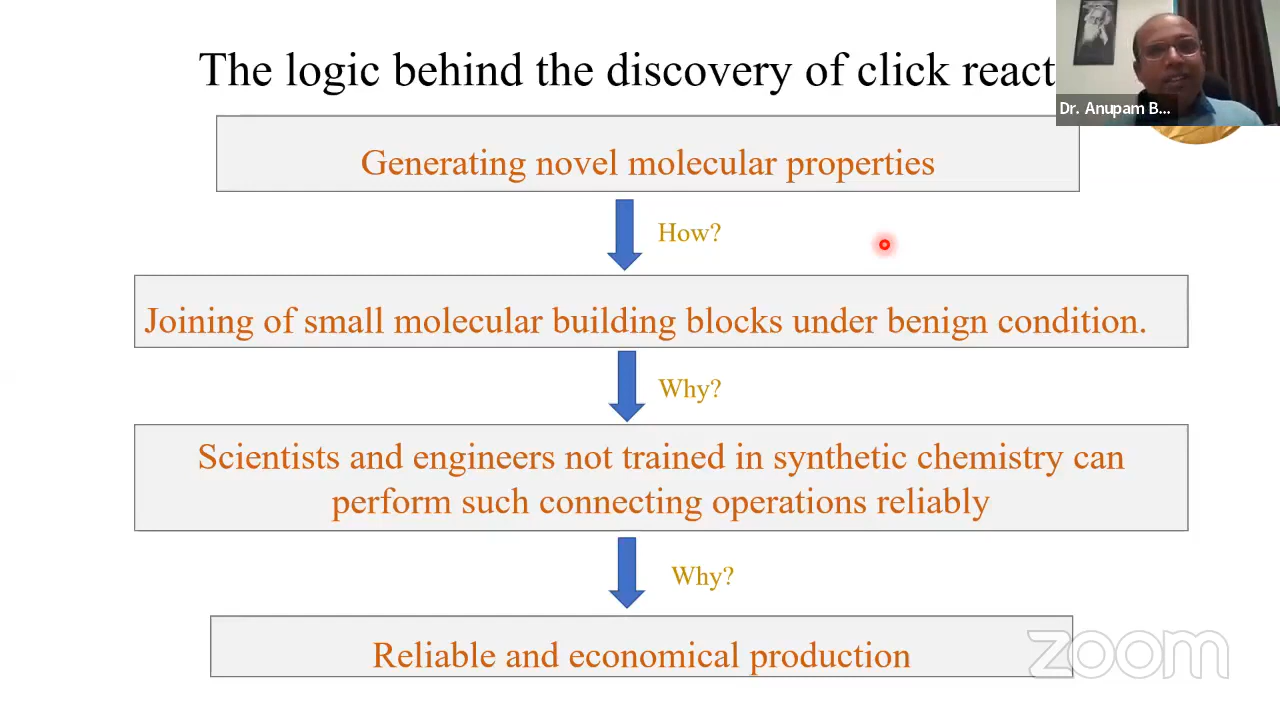 The logic behind the discovery of click react
Dr. Anupam B...
Generating novel molecular properties
How?
Joining of small molecular building blocks under benign condition.
Why?
Scientists and engineers not trained in synthetic chemistry can
perform such connecting operations reliably
Why?
Reliable and economical production
zoom